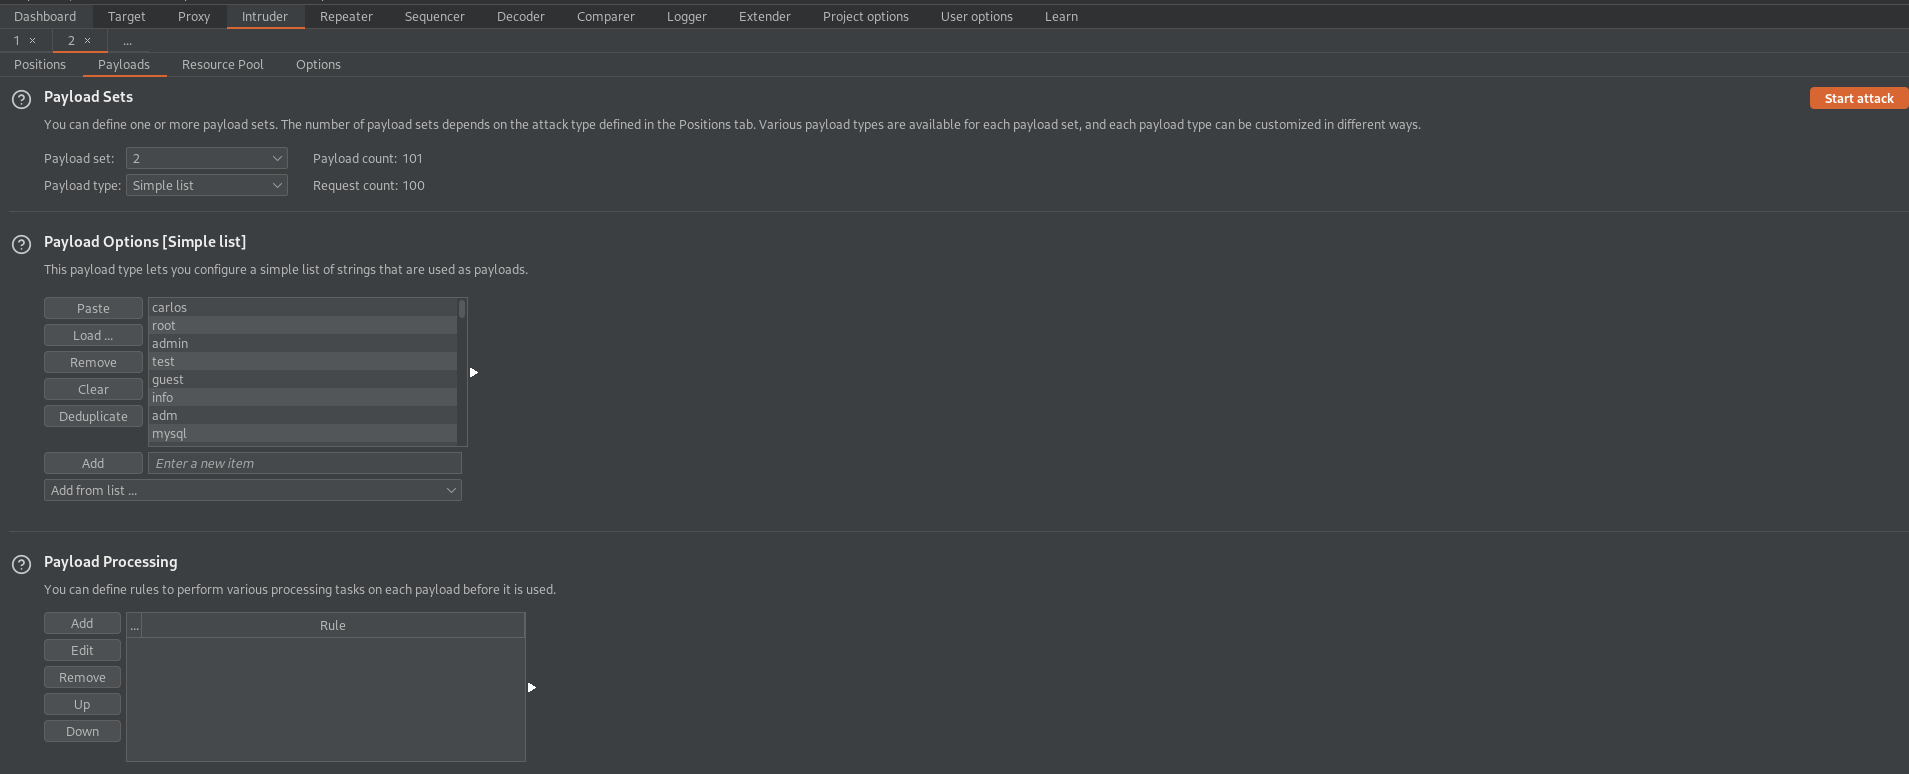 Dashboard Target Proxy Intruder Repeater Sequencer Decoder Comparer Logger Extender Project options User options Learn
1 × 2 × ...
Positions Payloads Resource Pool Options
? Payload Sets Start attack
You can define one or more payload sets. The number of payload sets depends on the attack type defined in the Positions tab. Various payload types are available for each payload set, and each payload type can be customized in different ways.
Payload set: 2 Payload count: 101
Payload type: Simple list Request count: 100
? Payload Options [Simple list]
This payload type lets you configure a simple list of strings that are used as payloads.
Paste
Load ...
Remove
Clear
Deduplicate
carlos
root
admin
test
guest
info
adm
mysql
Add Enter a new item
Add from list ...
? Payload Processing
You can define rules to perform various processing tasks on each payload before it is used.
Add
Edit
Remove
Up
Down
... Rule